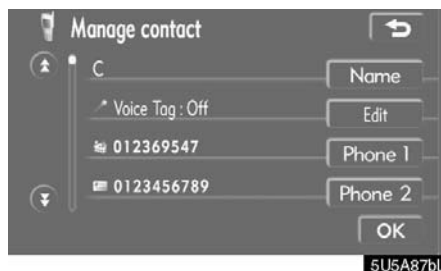 Manage contact
C
Name
Voice Tag : Off
Edit
012369547
Phone 1
0123456789
Phone 2
OK
5U5A87bl